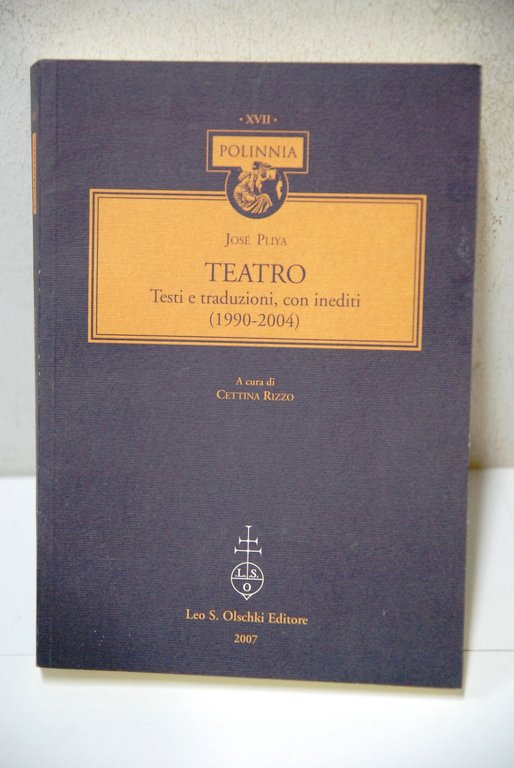 • XVII •
POLINNIA
JOSÉ PLIYA
TEATRO
Testi e traduzioni, con inediti
(1990-2004)
A cura di
CETTINA RIZZO
L. S.
O
Leo S. Olschki Editore
2007